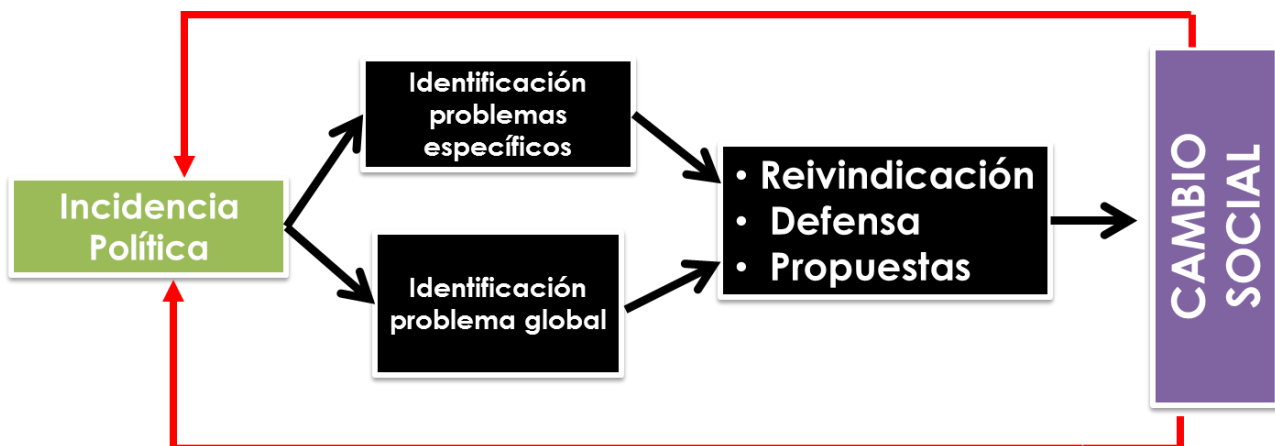 Incidencia
Política
Identificación
problemas
específicos
Identificación
problema global
• Reivindicación
• Defensa
• Propuestas
CAMBIO
SOCIAL